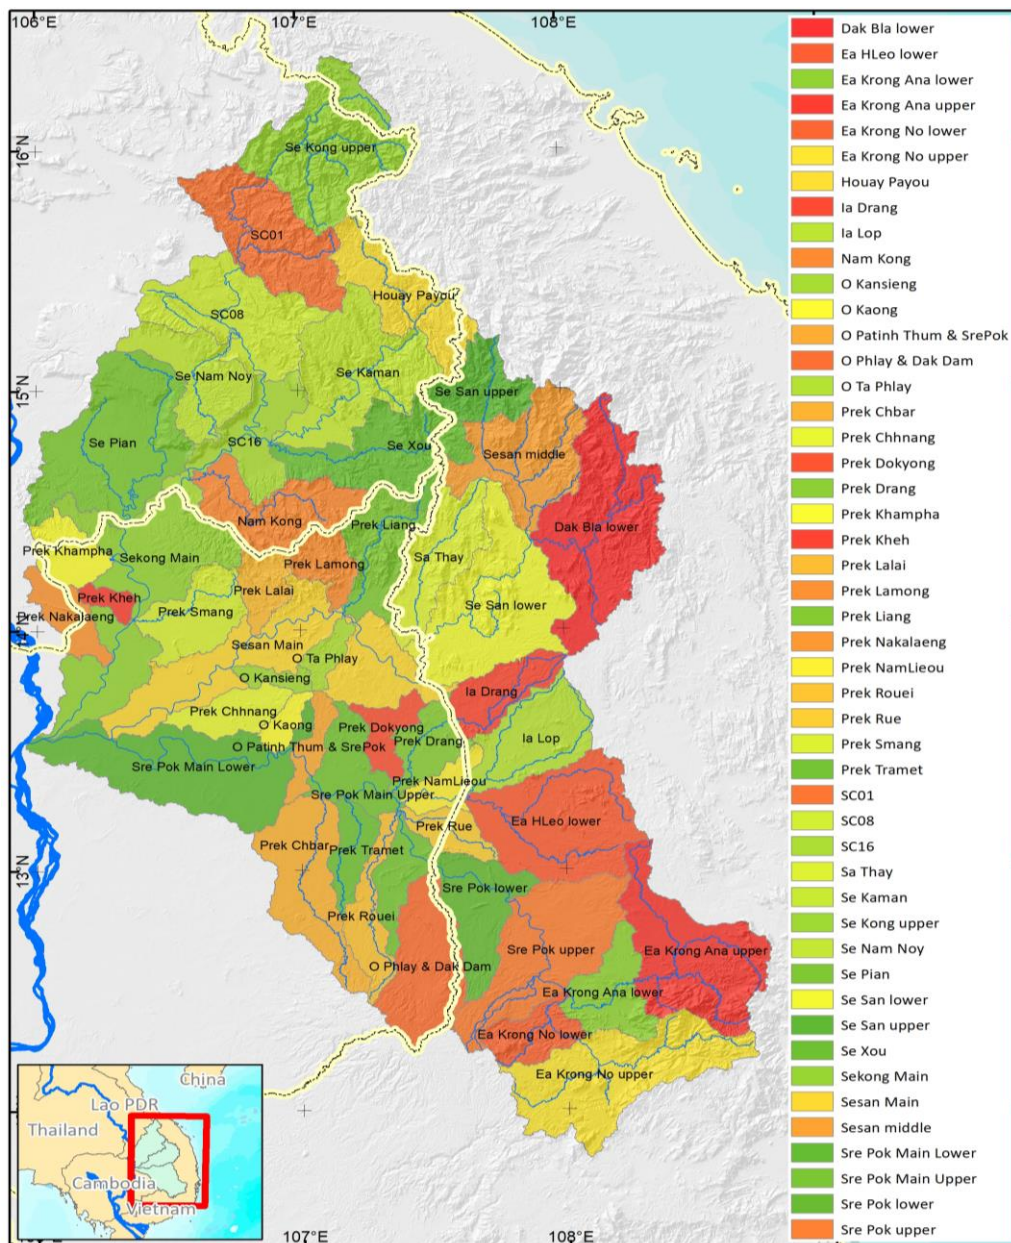 106°E 107°E 108°E
16°N
15°N
14°N
13°N
107°E 108°E
Se Kong upper
SC01
Houay Payou
SC08
Se Kaman
Se Nam Noy
Se San upper
Se Pian
SC16
Se Xou
Sesan middle
Nam Kong
Prek Liang
Dak Bla lower
Prek Khampha
Sekong Main
Sa Thay
Prek Lamong
Prek Lalai
Prek Kheh
Prek Smang
Se San lower
Prek Nakalaeng
Sesan Main
O Ta Phlay
O Kansieng
Ia Drang
Prek Chhnang
O Kaong
Prek Dokyong
Prek Drang
Ia Lop
O Patinh Thum & SrePok
Sre Pok Main Lower
Prek NamLieou
Sre Pok Main Upper
Ea HLeo lower
Prek Rue
Prek Chbar
Prek Tramet
Sre Pok lower
Prek Rouei
Sre Pok upper
Ea Krong Ana upper
O Phlay & Dak Dam
Ea Krong Ana lower
Ea Krong No lower
Ea Krong No upper
China
Lao PDR
Thailand
Cambodia
Vietnam
Dak Bla lower
Ea HLeo lower
Ea Krong Ana lower
Ea Krong Ana upper
Ea Krong No lower
Ea Krong No upper
Houay Payou
Ia Drang
Ia Lop
Nam Kong
O Kansieng
O Kaong
O Patinh Thum & SrePok
O Phlay & Dak Dam
O Ta Phlay
Prek Chbar
Prek Chhnang
Prek Dokyong
Prek Drang
Prek Khampha
Prek Kheh
Prek Lalai
Prek Lamong
Prek Liang
Prek Nakalaeng
Prek NamLieou
Prek Rouei
Prek Rue
Prek Smang
Prek Tramet
SC01
SC08
SC16
Sa Thay
Se Kaman
Se Kong upper
Se Nam Noy
Se Pian
Se San lower
Se San upper
Se Xou
Sekong Main
Sesan Main
Sesan middle
Sre Pok Main Lower
Sre Pok Main Upper
Sre Pok lower
Sre Pok upper